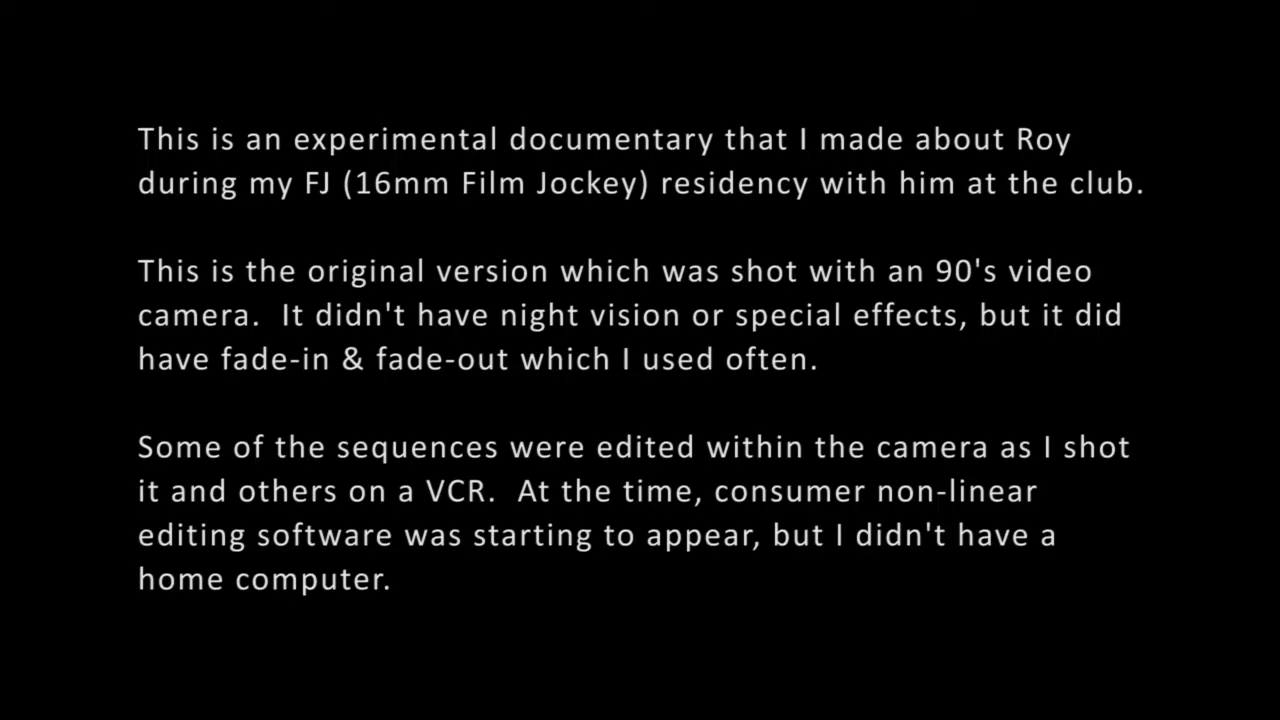 This is an experimental documentary that I made about Roy
during my FJ (16mm Film Jockey) residency with him at the club.
This is the original version which was shot with an 90's video
camera.  It didn't have night vision or special effects, but it did
have fade-in & fade-out which I used often.
Some of the sequences were edited within the camera as I shot
it and others on a VCR.  At the time, consumer non-linear
editing software was starting to appear, but I didn't have a
home computer.